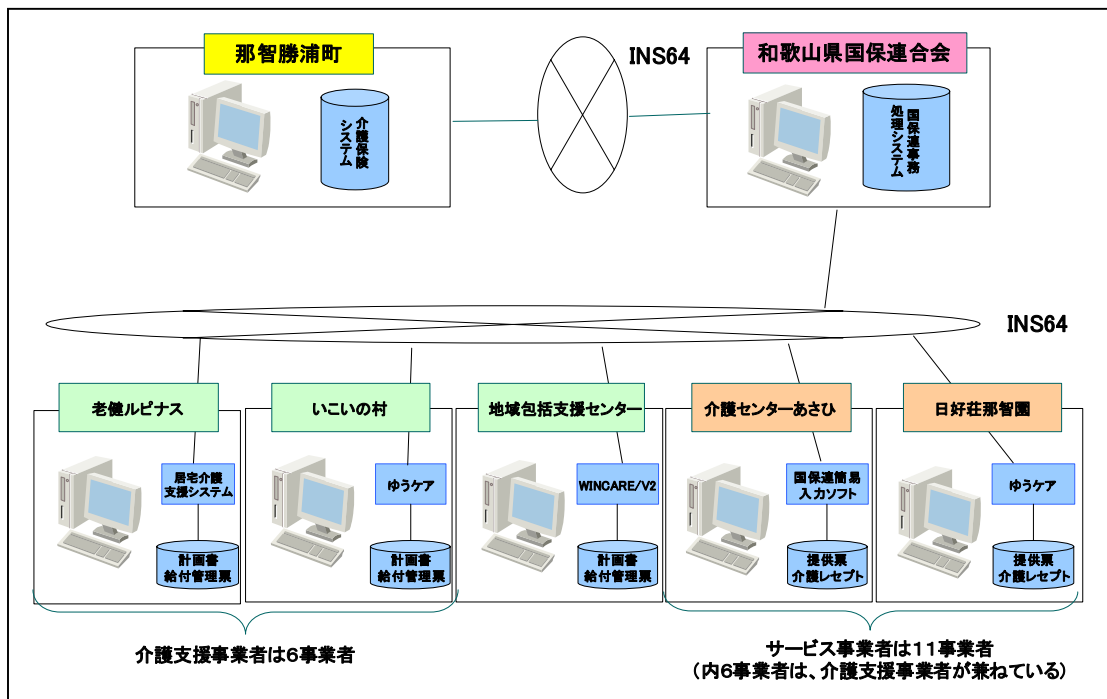 那智勝浦町
INS64
和歌山県国保連合会
介護保険
システム
国保連事務
処理システム
INS64
老健ルピナス
いこいの村
地域包括支援センター
介護センターあさひ
日好荘那智園
居宅介護
支援システム
ゆうケア
WINCARE/V2
国保連簡易
入力ソフト
ゆうケア
計画書
給付管理票
計画書
給付管理票
計画書
給付管理票
提供票
介護レセプト
提供票
介護レセプト
介護支援事業者は6事業者
サービス事業者は11事業者
(内6事業者は、介護支援事業者が兼ねている)